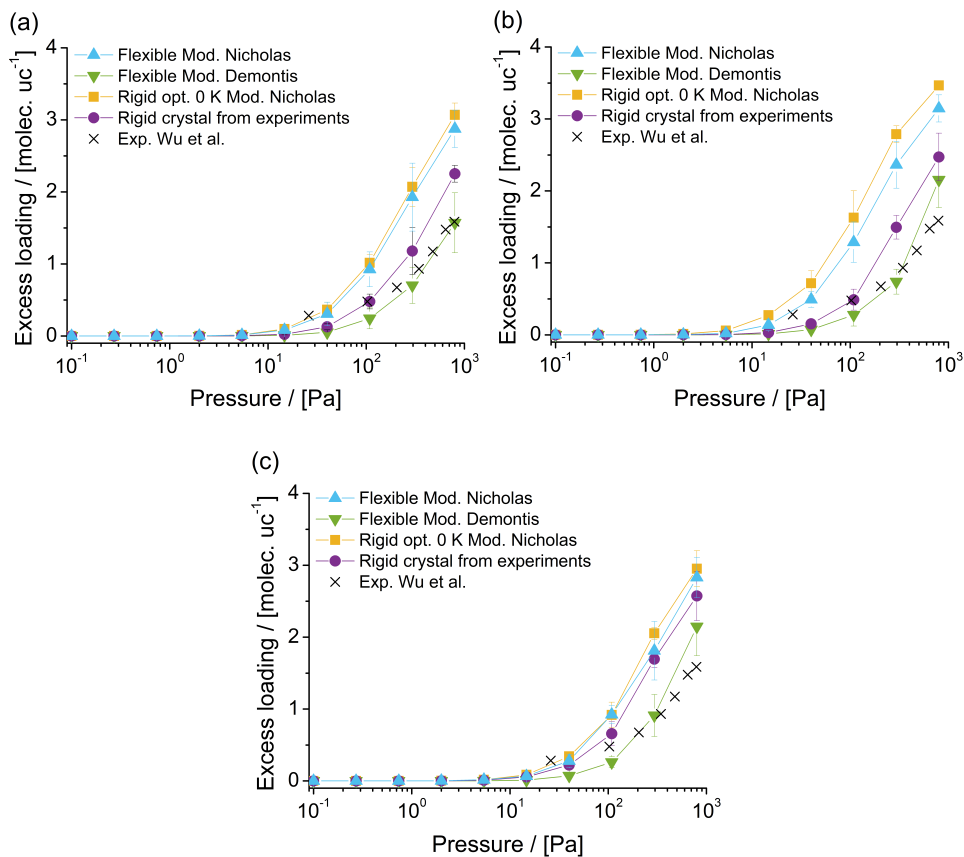 (a)
Excess loading / [molec. uc⁻¹]
4
3
2
1
0
Flexible Mod. Nicholas
Flexible Mod. Demontis
Rigid opt. 0 K Mod. Nicholas
Rigid crystal from experiments
Exp. Wu et al.
10⁻¹ 10⁰ 10¹ 10² 10³
Pressure / [Pa]
(b)
Excess loading / [molec. uc⁻¹]
4
3
2
1
0
Flexible Mod. Nicholas
Flexible Mod. Demontis
Rigid opt. 0 K Mod. Nicholas
Rigid crystal from experiments
Exp. Wu et al.
10⁻¹ 10⁰ 10¹ 10² 10³
Pressure / [Pa]
(c)
Excess loading / [molec. uc⁻¹]
4
3
2
1
0
Flexible Mod. Nicholas
Flexible Mod. Demontis
Rigid opt. 0 K Mod. Nicholas
Rigid crystal from experiments
Exp. Wu et al.
10⁻¹ 10⁰ 10¹ 10² 10³
Pressure / [Pa]